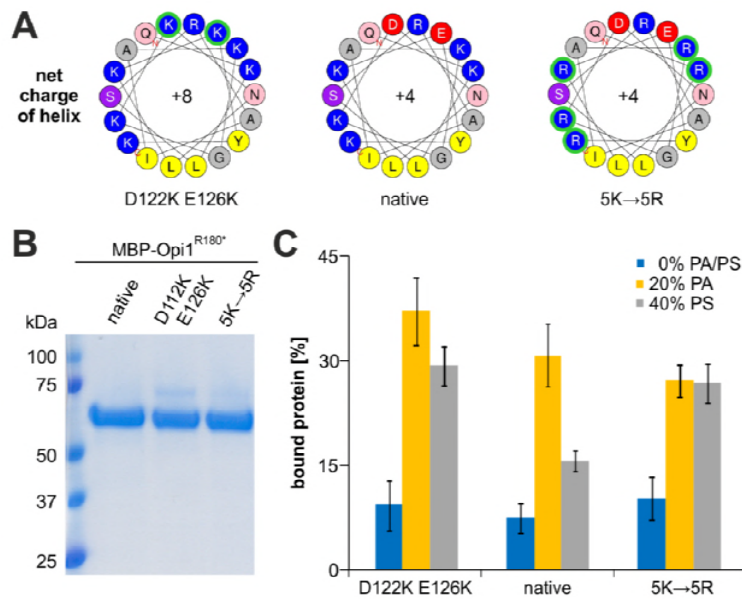 A
net
charge
of helix
Q K R K
A K
K K
S +8 N
K A
K Y
I L L G
D122K E126K
Q D R E
A K
K K
S +4 N
K A
K Y
I L L G
native
Q D R E
A R
R R
S +4 N
R A
R Y
I L L G
5K→5R
B
MBP-Opi1R180*
native
D112K
E126K
5K→5R
kDa
100
75
50
37
25
C
bound protein [%]
45
30
15
0
0% PA/PS
20% PA
40% PS
D122K E126K
native
5K→5R